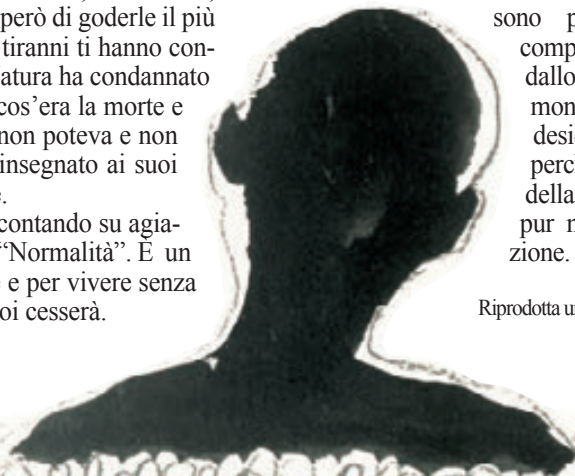 però di goderle il più
tiranni ti hanno con-
atura ha condannato
cos'era la morte e
non poteva e non
insegnato ai suoi
contando su agia-
“Normalità”. È un
e per vivere senza
oi cesserà.
sono p
comp
dallo
mon
desi
perc
della
pur n
zione.
Riprodotta u